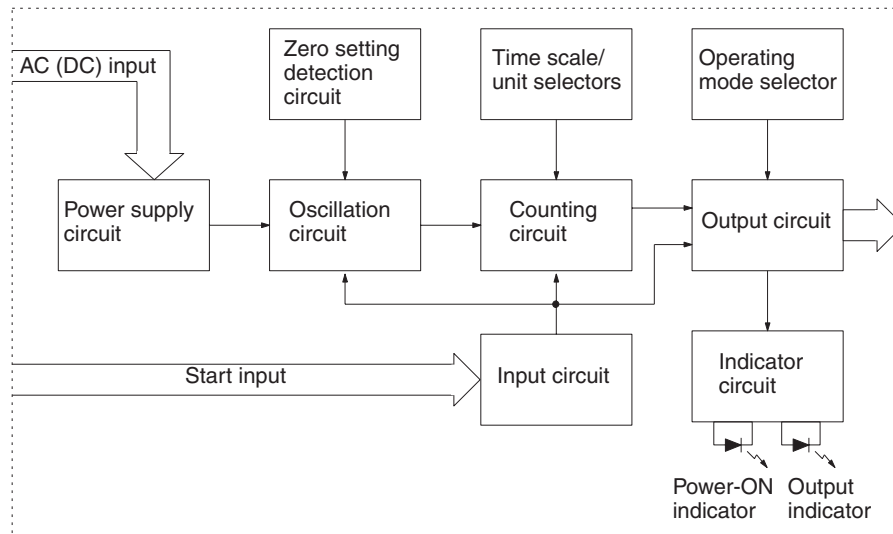 AC (DC) input
Zero setting
detection
circuit
Time scale/
unit selectors
Operating
mode selector
Power supply
circuit
Oscillation
circuit
Counting
circuit
Output circuit
Start input
Input circuit
Indicator
circuit
Power-ON
indicator
Output
indicator